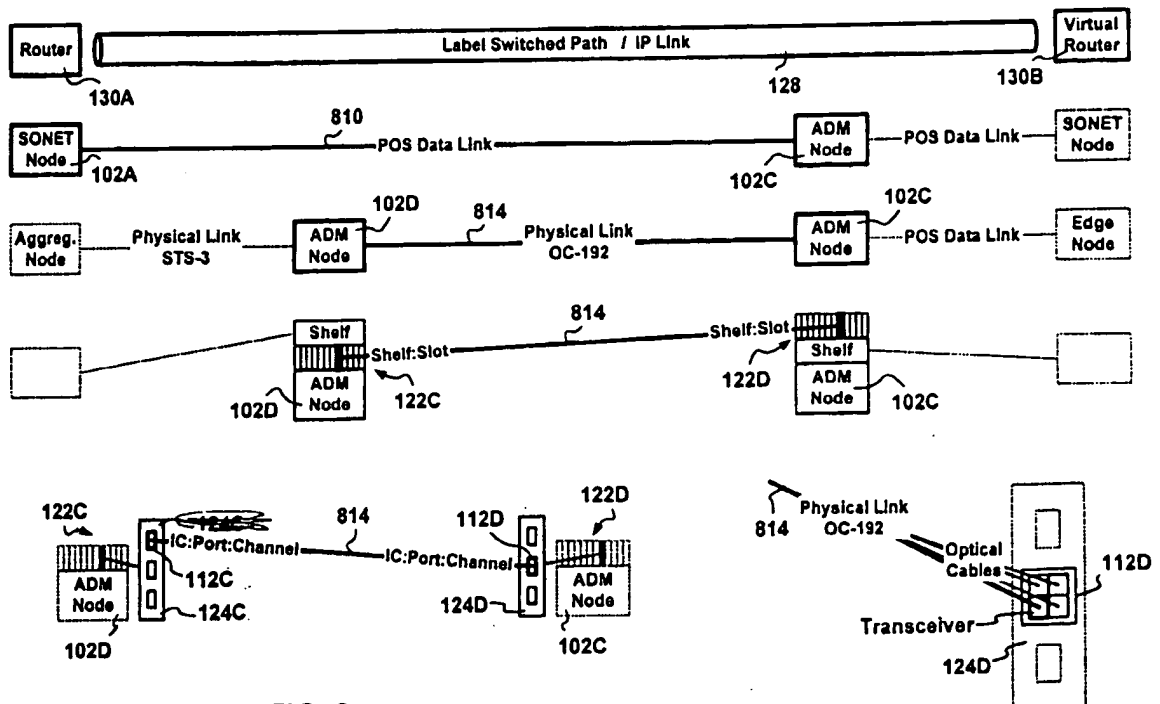 Router
Label Switched Path / IP Link
Virtual
Router
130A
128
130B
SONET
Node
810
POS Data Link
ADM
Node
POS Data Link
SONET
Node
102A
102C
102D
814
102C
Aggreg.
Node
Physical Link
STS-3
ADM
Node
Physical Link
OC-192
ADM
Node
POS Data Link
Edge
Node
814
Shelf
Shelf:Slot
Shelf:Slot
Shelf
ADM
Node
122C
122D
ADM
Node
102D
102C
122C
124C
814
112D
122D
IC:Port:Channel
IC:Port:Channel
ADM
Node
112C
124C
124D
ADM
Node
102D
102C
814
Physical Link
OC-192
Optical
Cables
112D
Transceiver
124D